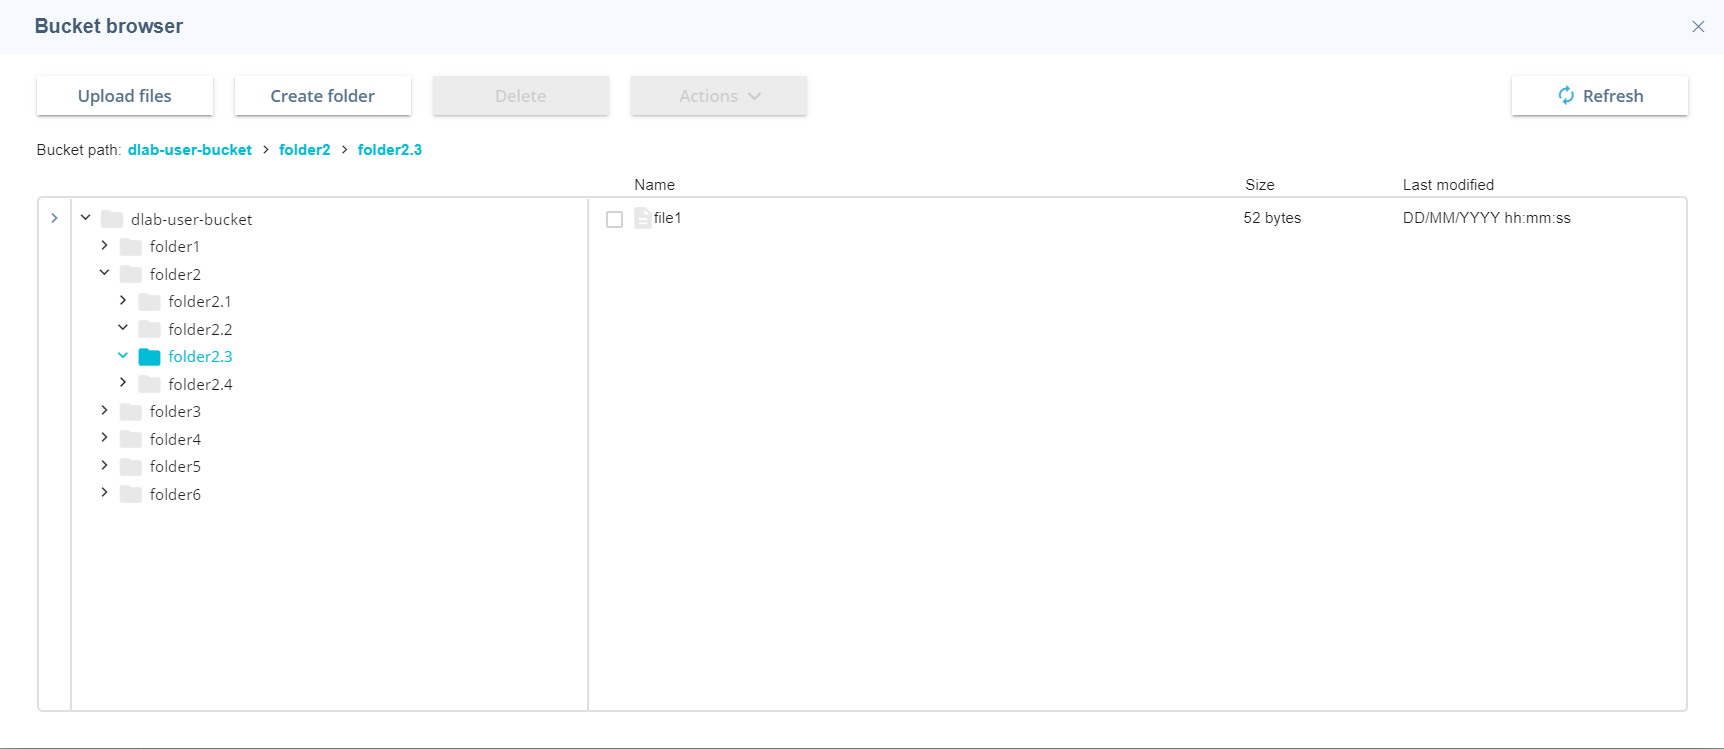 Bucket browser
Upload files Create folder Delete Actions Refresh
Bucket path: dlab-user-bucket > folder2 > folder2.3
Name Size Last modified
dlab-user-bucket
file1 52 bytes DD/MM/YYYY hh:mm:ss
folder1
folder2
folder2.1
folder2.2
folder2.3
folder2.4
folder3
folder4
folder5
folder6